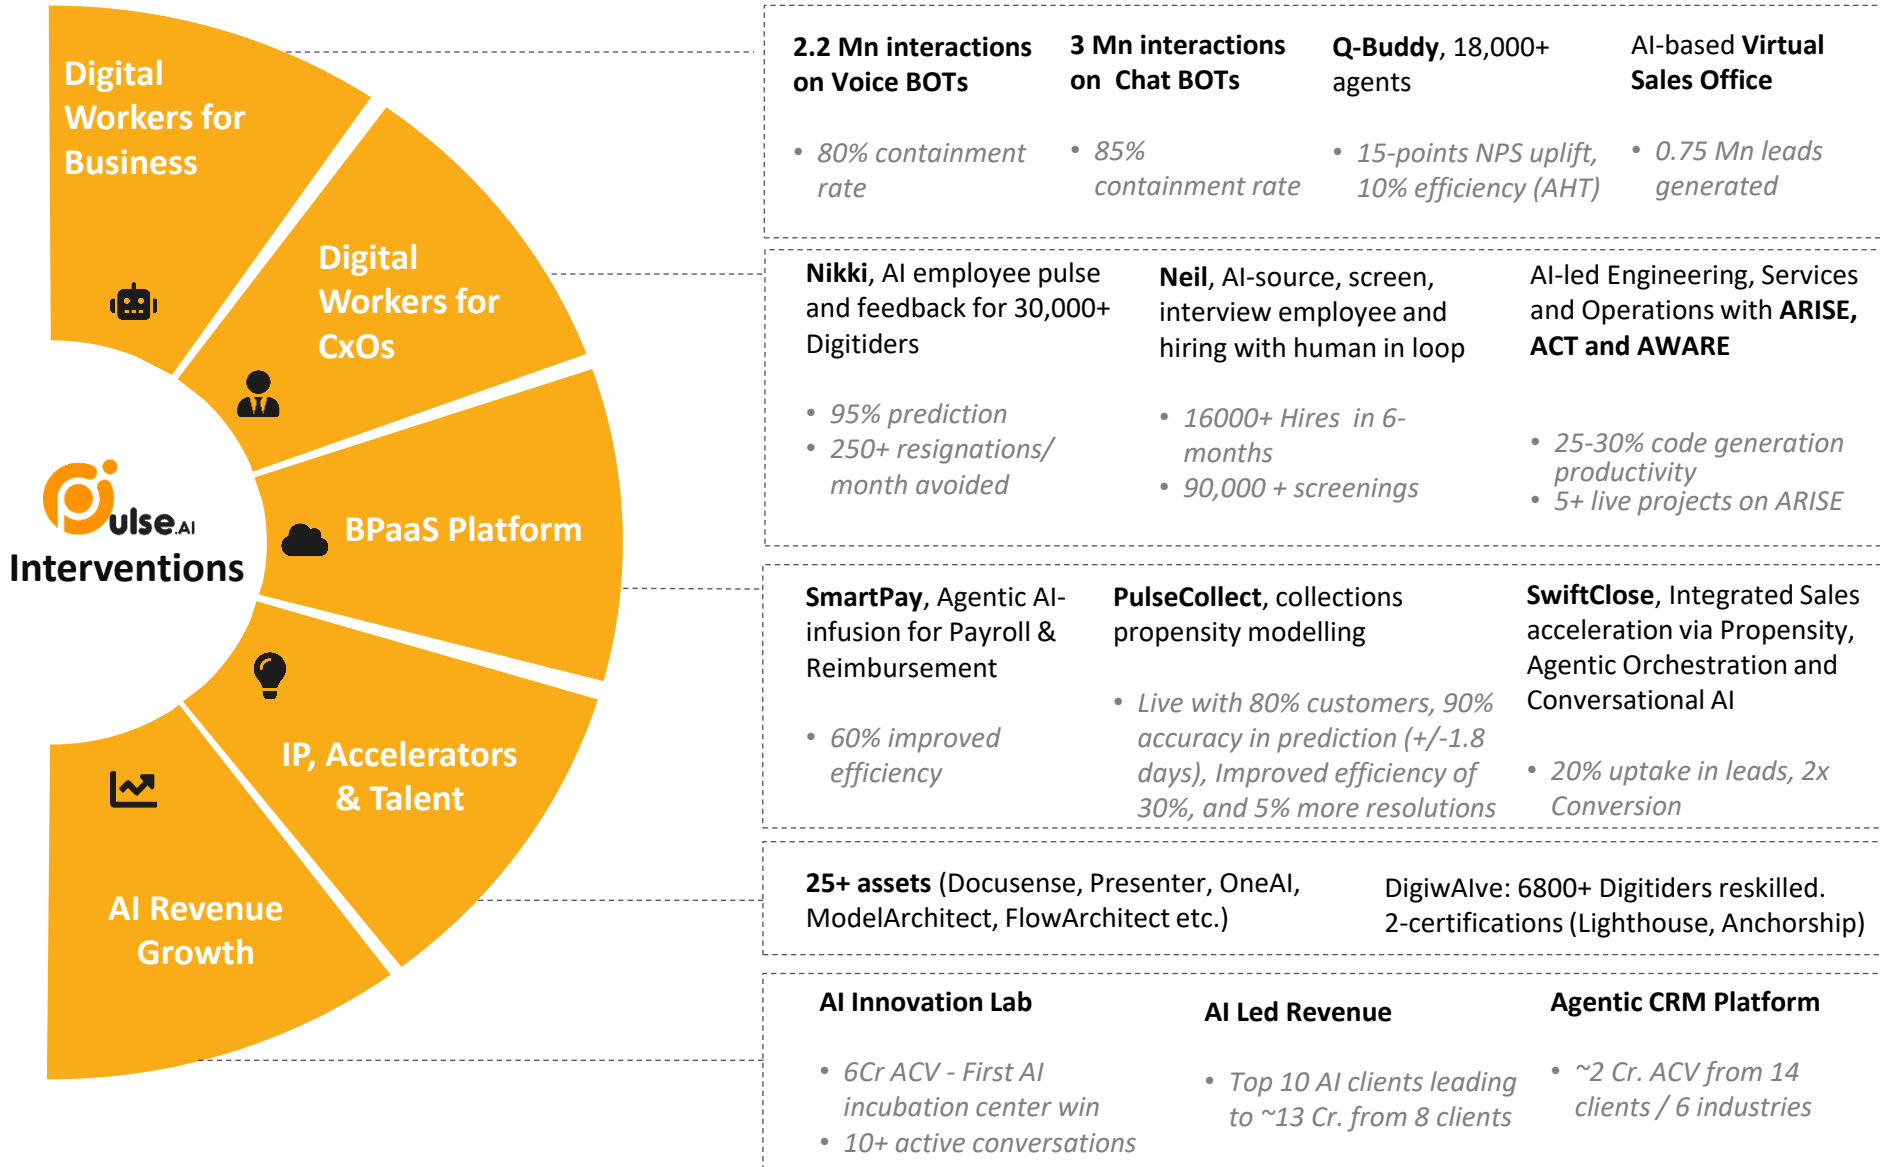 Digital
Workers for
Business
Digital
Workers for
CxOs
BPaaS Platform
IP, Accelerators
& Talent
AI Revenue
Growth
Pulse.AI
Interventions
2.2 Mn interactions
on Voice BOTs
• 80% containment
rate
3 Mn interactions
on Chat BOTs
• 85%
containment rate
Q-Buddy, 18,000+
agents
• 15-points NPS uplift,
10% efficiency (AHT)
AI-based Virtual
Sales Office
• 0.75 Mn leads
generated
Nikki, AI employee pulse
and feedback for 30,000+
Digitiders
• 95% prediction
• 250+ resignations/
month avoided
Neil, AI-source, screen,
interview employee and
hiring with human in loop
• 16000+ Hires in 6-
months
• 90,000 + screenings
AI-led Engineering, Services
and Operations with ARISE,
ACT and AWARE
• 25-30% code generation
productivity
• 5+ live projects on ARISE
SmartPay, Agentic AI-
infusion for Payroll &
Reimbursement
• 60% improved
efficiency
PulseCollect, collections
propensity modelling
• Live with 80% customers, 90%
accuracy in prediction (+/-1.8
days), Improved efficiency of
30%, and 5% more resolutions
SwiftClose, Integrated Sales
acceleration via Propensity,
Agentic Orchestration and
Conversational AI
• 20% uptake in leads, 2x
Conversion
25+ assets (Docusense, Presenter, OneAI,
ModelArchitect, FlowArchitect etc.)
DigiwAIve: 6800+ Digitiders reskilled.
2-certifications (Lighthouse, Anchorship)
AI Innovation Lab
• 6Cr ACV - First AI
incubation center win
• 10+ active conversations
AI Led Revenue
• Top 10 AI clients leading
to ~13 Cr. from 8 clients
Agentic CRM Platform
• ~2 Cr. ACV from 14
clients / 6 industries